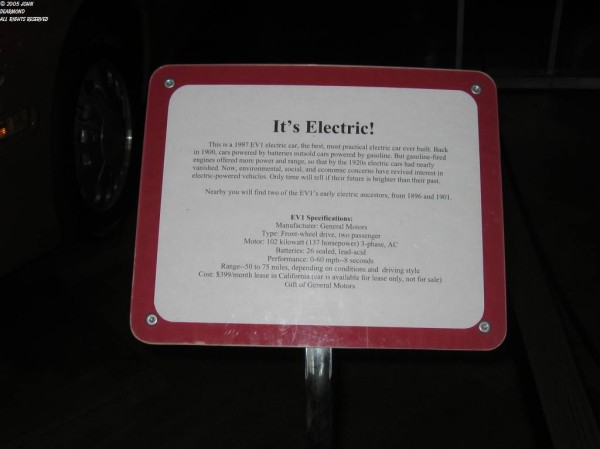 © 2005 JOHN
DEARMOND
ALL RIGHTS RESERVED
It's Electric!
This is a 1997 EV1 electric car, the best, most practical electric car ever built. Back
in 1900, cars powered by batteries outsold cars powered by gasoline. But gasoline-fired
engines offered more power and range, so that by the 1920s electric cars had nearly
vanished. Now, environmental, social, and economic concerns have revived interest in
electric-powered vehicles. Only time will tell if their future is brighter than their past.
Nearby you will find two of the EV1's early electric ancestors, from 1896 and 1901.
EV1 Specifications:
Manufacturer: General Motors
Type: Front-wheel drive, two passenger
Motor: 102 kilowatt (137 horsepower) 3-phase, AC
Batteries: 26 sealed, lead-acid
Performance: 0-60 mph--8 seconds
Range--50 to 75 miles, depending on conditions and driving style
Cost: $399/month lease in California (car is available for lease only, not for sale)
Gift of General Motors